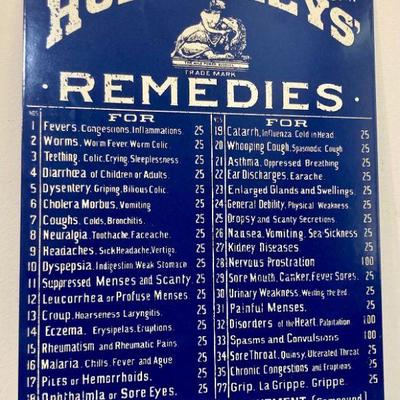 HUMPHREYS'
TRADE MARK
REMEDIES
NOS. FOR
1 Fevers, Congestions, Inflammations. 25
2 Worms, Worm Fever, Worm Colic. 25
3 Teething, Colic, Crying, Sleeplessness 25
4 Diarrhœa of Children or Adults. 25
5 Dysentery, Griping, Bilious Colic. 25
6 Cholera Morbus, Vomiting 25
7 Coughs, Colds, Bronchitis. 25
8 Neuralgia, Toothache, Faceache. 25
9 Headaches, Sick Headache, Vertigo. 25
10 Dyspepsia, Indigestion, Weak Stomach 25
11 Suppressed Menses and Scanty. 25
12 Leucorrhea or Profuse Menses. 25
13 Croup, Hoarseness, Laryngitis. 25
14 Eczema, Erysipelas, Eruptions. 25
15 Rheumatism and Rheumatic Pains. 25
16 Malaria, Chills, Fever and Ague 25
17 Piles or Hemorrhoids. 25
18 Ophthalmia or Sore Eyes. 25
NOS. FOR
19 Catarrh, Influenza Cold in Head 25
20 Whooping Cough, Spasmodic Cough 25
21 Asthma, Oppressed Breathing 25
22 Ear Discharges, Earache. 25
23 Enlarged Glands and Swellings. 25
24 General Debility, Physical Weakness. 25
25 Dropsy and Scanty Secretions. 25
26 Nausea, Vomiting, Sea-Sickness 25
27 Kidney Diseases 25
28 Nervous Prostration 100
29 Sore Mouth, Canker, Fever Sores. 25
30 Urinary Weakness, Wetting the Bed. 25
31 Painful Menses. 25
32 Disorders of the Heart, Palpitation 100
33 Spasms and Convulsions 100
34 Sore Throat, Quinsy, Ulcerated Throat 25
35 Chronic Congestions and Eruptions. 25
77 Grip, La Grippe, Grippe. 25